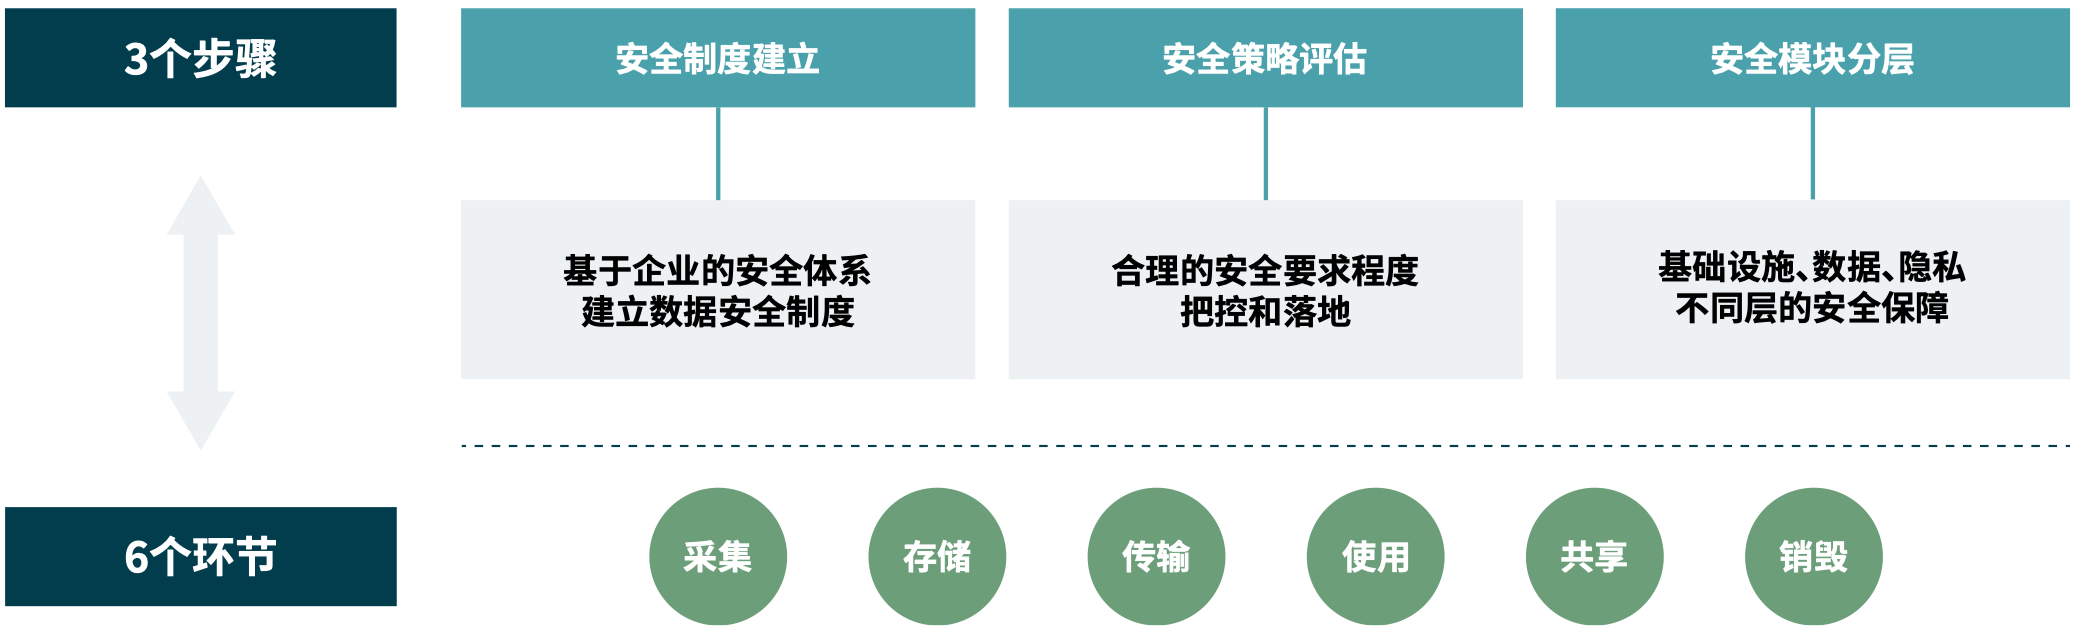 3个步骤
安全制度建立
安全策略评估
安全模块分层
基于企业的安全体系
建立数据安全制度
合理的安全要求程度
把控和落地
基础设施、数据、隐私
不同层的安全保障
6个环节
采集
存储
传输
使用
共享
销毁